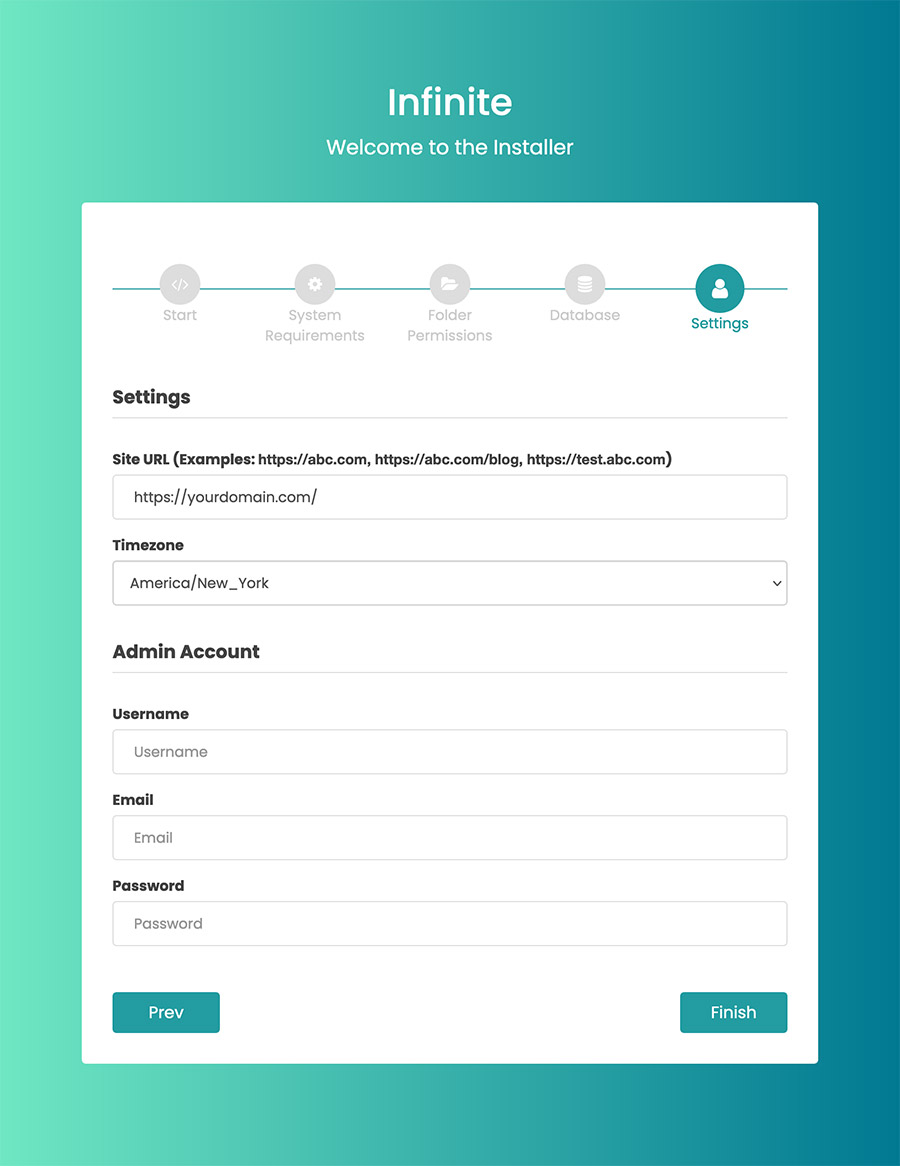 Infinite
Welcome to the Installer
Start
System
Requirements
Folder
Permissions
Database
Settings
Settings
Site URL (Examples: https://abc.com, https://abc.com/blog, https://test.abc.com)
https://yourdomain.com/
Timezone
America/New_York
Admin Account
Username
Username
Email
Email
Password
Password
Prev
Finish